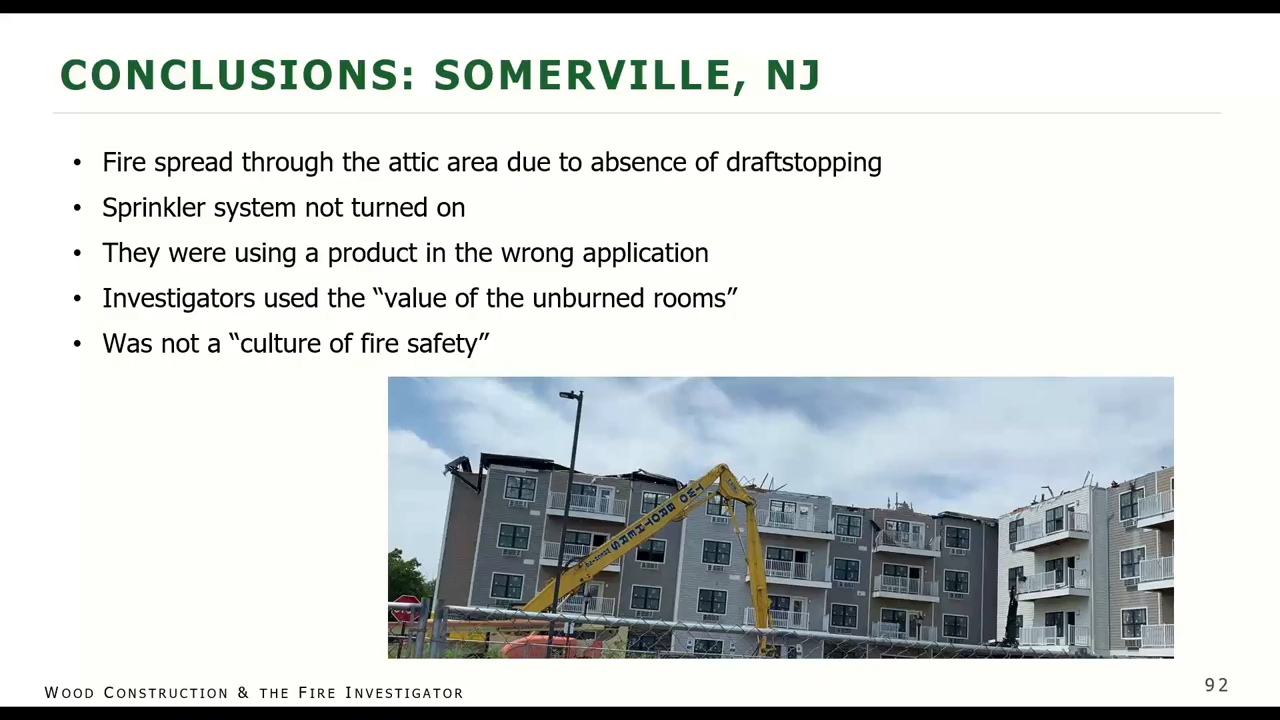 CONCLUSIONS: SOMERVILLE, NJ
• Fire spread through the attic area due to absence of draftstopping
• Sprinkler system not turned on
• They were using a product in the wrong application
• Investigators used the “value of the unburned rooms”
• Was not a “culture of fire safety”
TWO BROTHERS
WOOD CONSTRUCTION & THE FIRE INVESTIGATOR
92